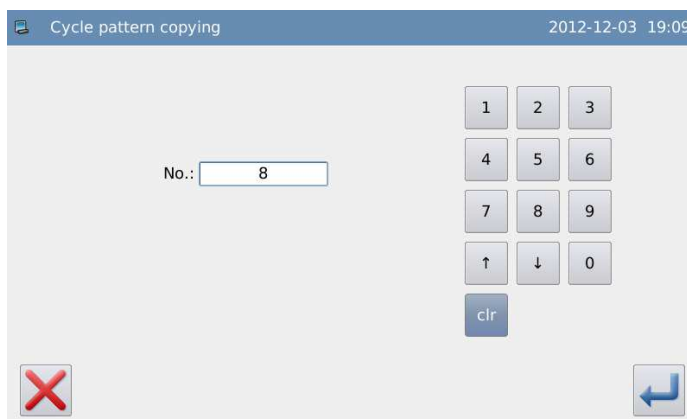 Cycle pattern copying 2012-12-03 19:09
1 2 3
4 5 6
No.: 8
7 8 9
↑ ↓ 0
clr